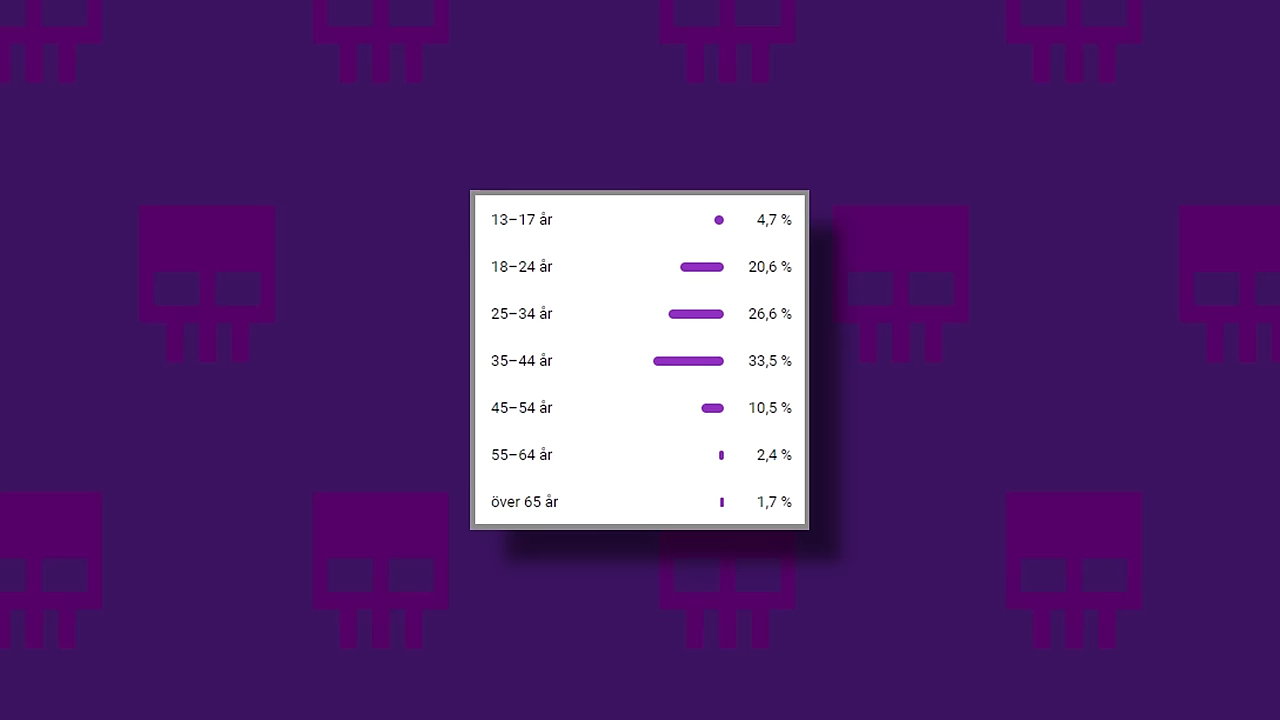 13–17 år 4,7 %
18–24 år 20,6 %
25–34 år 26,6 %
35–44 år 33,5 %
45–54 år 10,5 %
55–64 år 2,4 %
över 65 år 1,7 %